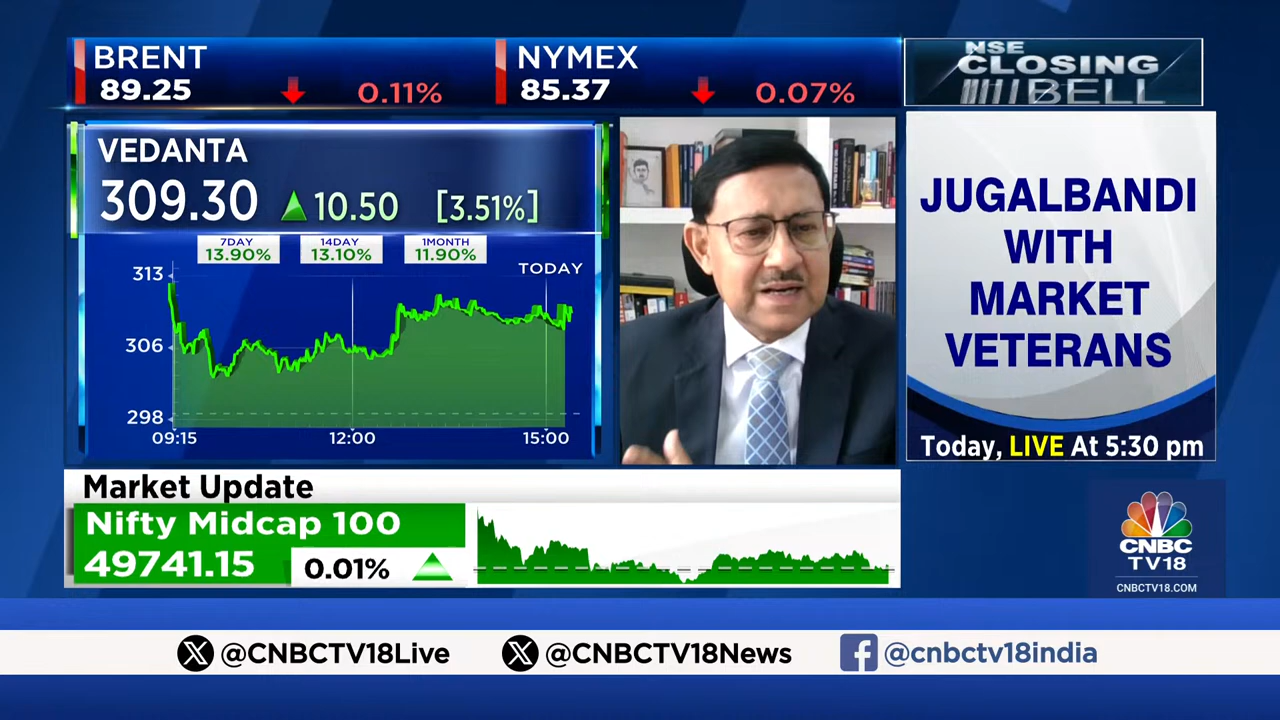 BRENT
89.25 0.11%
NYMEX
85.37 0.07%
NSE
CLOSING
BELL
VEDANTA
309.30 10.50 [3.51%]
7DAY
13.90%
14DAY
13.10%
1MONTH
11.90%
TODAY
313
306
298
09:15 12:00 15:00
JUGALBANDI
WITH
MARKET
VETERANS
Today, LIVE At 5:30 pm
Market Update
Nifty Midcap 100
49741.15 0.01%
CNBC
TV18
CNBCTV18.COM
@CNBCTV18Live @CNBCTV18News @cnbctv18india